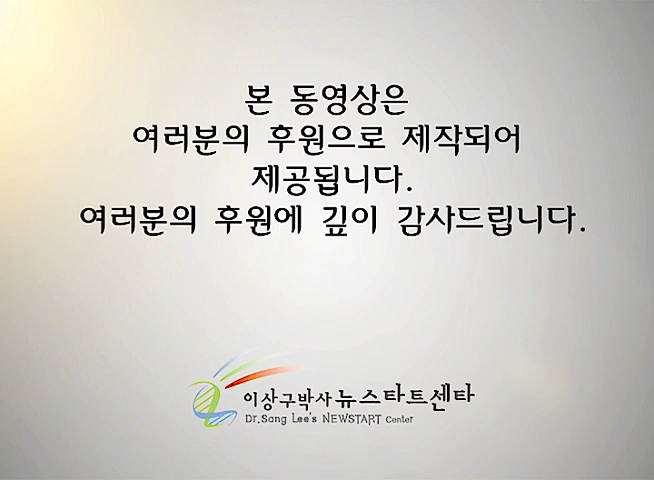 본 동영상은
여러분의 후원으로 제작되어
제공됩니다.
여러분의 후원에 깊이 감사드립니다.
이상구박사 뉴스타트센타
Dr.Sang Lee's NEWSTART Center